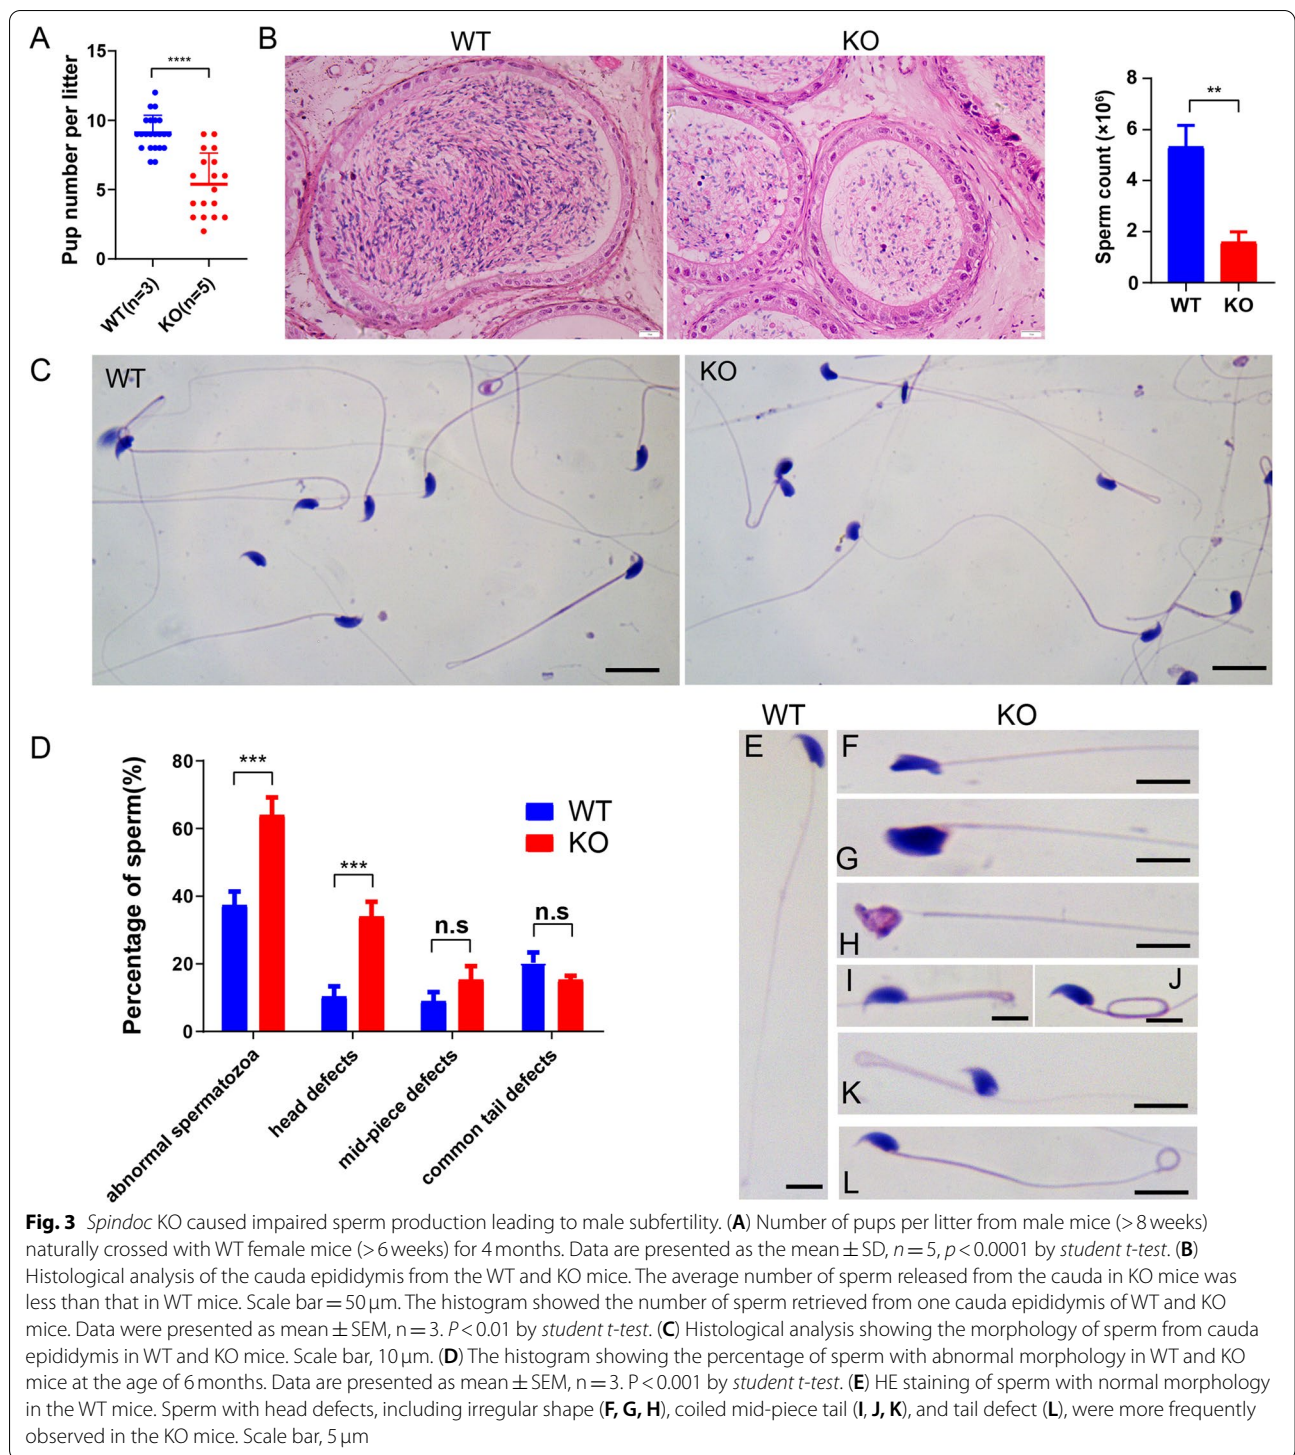 A
15
10
5
0
Pup number per litter
****
WT(n=3)
KO(n=5)
B
WT
KO
8
6
4
2
0
Sperm count (×10⁶)
**
WT
KO
C
WT
KO
D
80
60
40
20
0
Percentage of sperm(%)
***
***
n.s
n.s
WT
KO
abnormal spermatozoa
head defects
mid-piece defects
common tail defects
WT
KO
E
F
G
H
I
J
K
L
Fig. 3 Spindoc KO caused impaired sperm production leading to male subfertility. (A) Number of pups per litter from male mice (> 8 weeks)
naturally crossed with WT female mice (> 6 weeks) for 4 months. Data are presented as the mean ± SD, n = 5, p < 0.0001 by student t-test. (B)
Histological analysis of the cauda epididymis from the WT and KO mice. The average number of sperm released from the cauda in KO mice was
less than that in WT mice. Scale bar = 50 μm. The histogram showed the number of sperm retrieved from one cauda epididymis of WT and KO
mice. Data were presented as mean ± SEM, n = 3. P < 0.01 by student t-test. (C) Histological analysis showing the morphology of sperm from cauda
epididymis in WT and KO mice. Scale bar, 10 μm. (D) The histogram showing the percentage of sperm with abnormal morphology in WT and KO
mice at the age of 6 months. Data are presented as mean ± SEM, n = 3. P < 0.001 by student t-test. (E) HE staining of sperm with normal morphology
in the WT mice. Sperm with head defects, including irregular shape (F, G, H), coiled mid-piece tail (I, J, K), and tail defect (L), were more frequently
observed in the KO mice. Scale bar, 5 μm